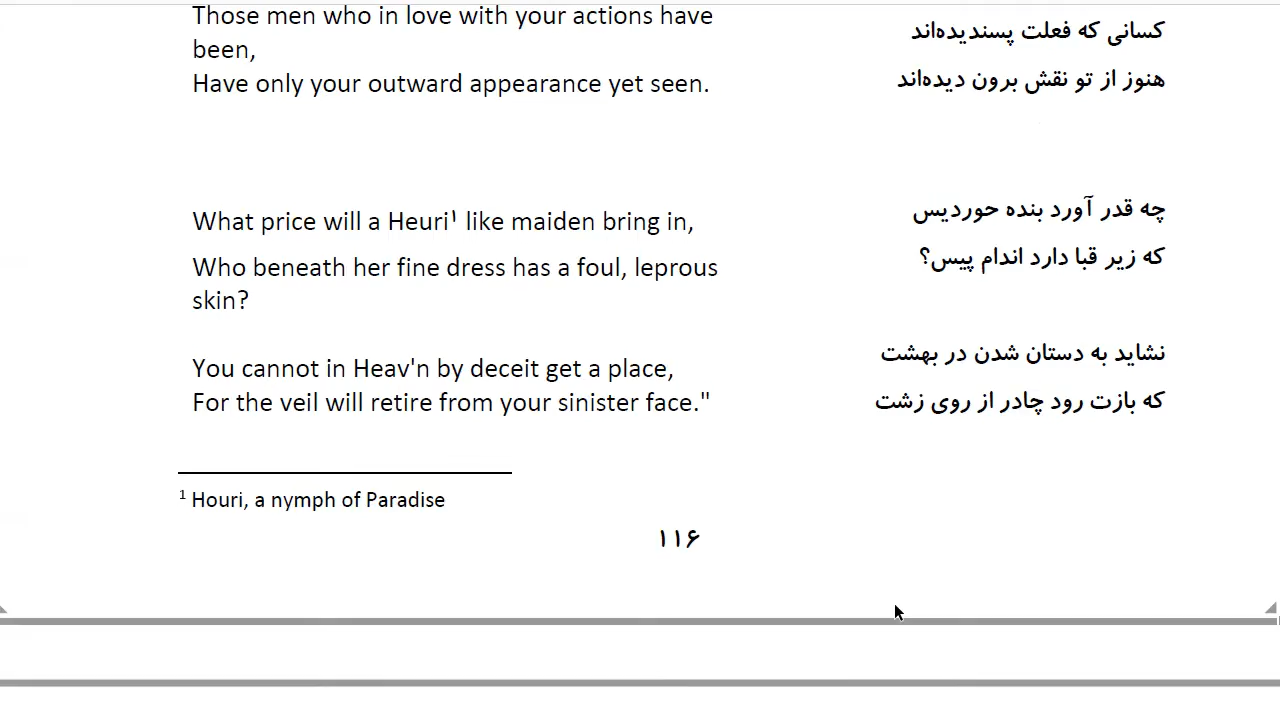 Those men who in love with your actions have
been,
Have only your outward appearance yet seen.
کسانی که فعلت پسندیده‌اند
هنوز از تو نقش برون دیده‌اند
What price will a Heuri۱ like maiden bring in,
Who beneath her fine dress has a foul, leprous
skin?
چه قدر آورد بنده حوردیس
که زیر قبا دارد اندام پیس؟
You cannot in Heav'n by deceit get a place,
For the veil will retire from your sinister face."
نشاید به دستان شدن در بهشت
که بازت رود چادر از روی زشت
1 Houri, a nymph of Paradise
۱۱۶